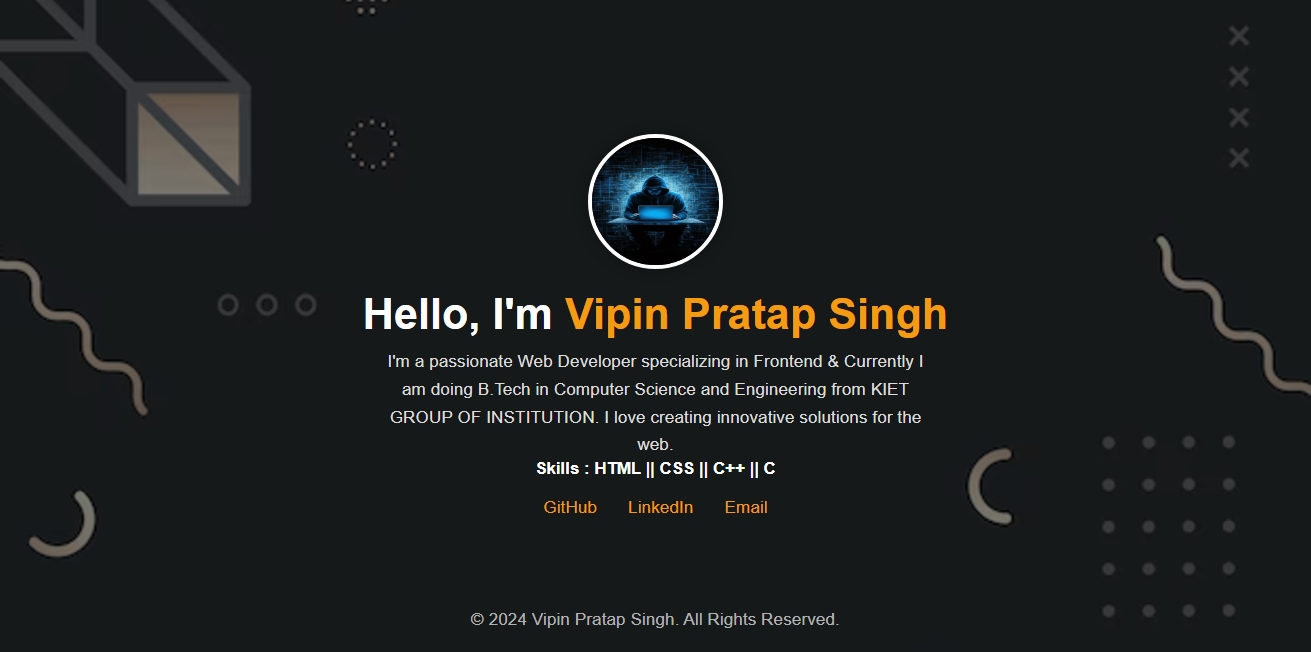 Hello, I'm Vipin Pratap Singh
I'm a passionate Web Developer specializing in Frontend & Currently I
am doing B.Tech in Computer Science and Engineering from KIET
GROUP OF INSTITUTION. I love creating innovative solutions for the
web.
Skills : HTML || CSS || C++ || C
GitHub LinkedIn Email
© 2024 Vipin Pratap Singh. All Rights Reserved.